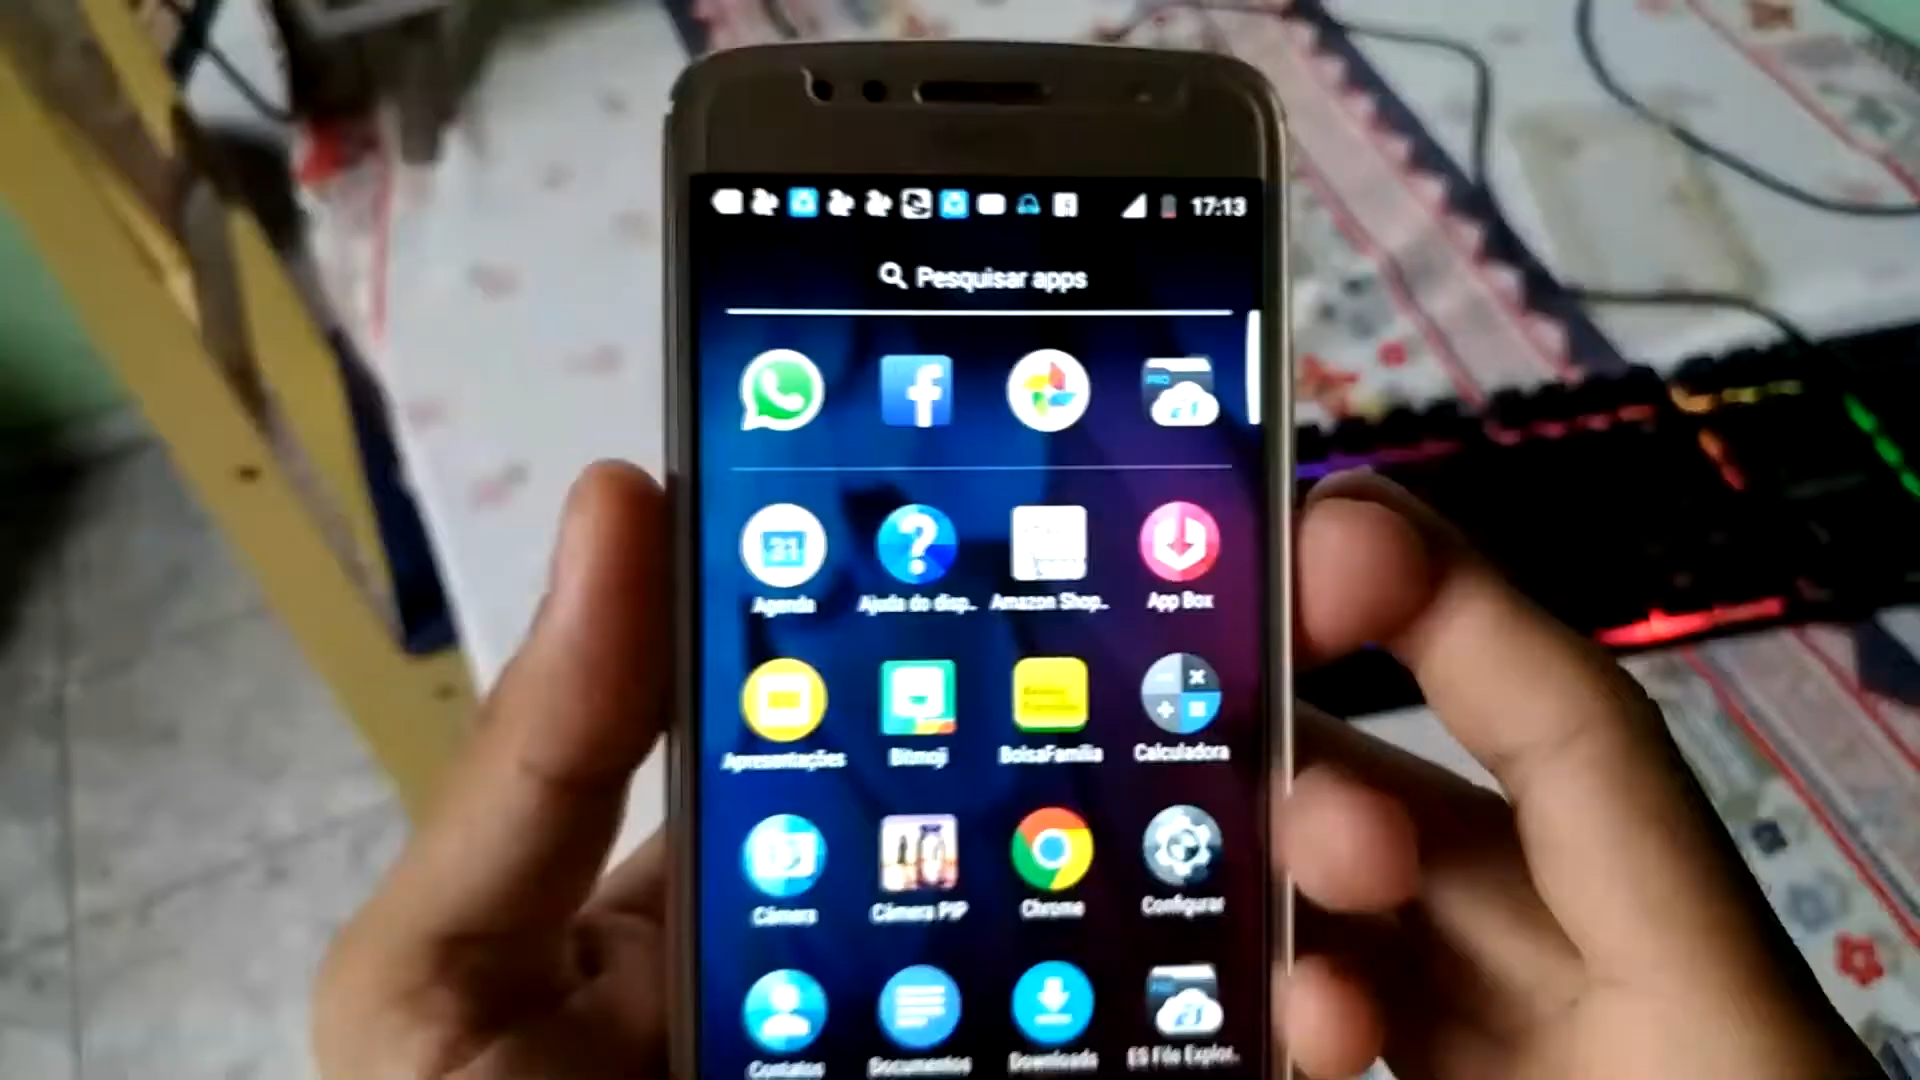 17:13
Pesquisar apps
31
Agenda Ajuda do disp.. Amazon Shop.. App Box
Apresentações Bitmoji BolsaFamília Calculadora
Câmera Câmera PIP Chrome Configurar
Contatos Documentos Downloads ES File Explor..